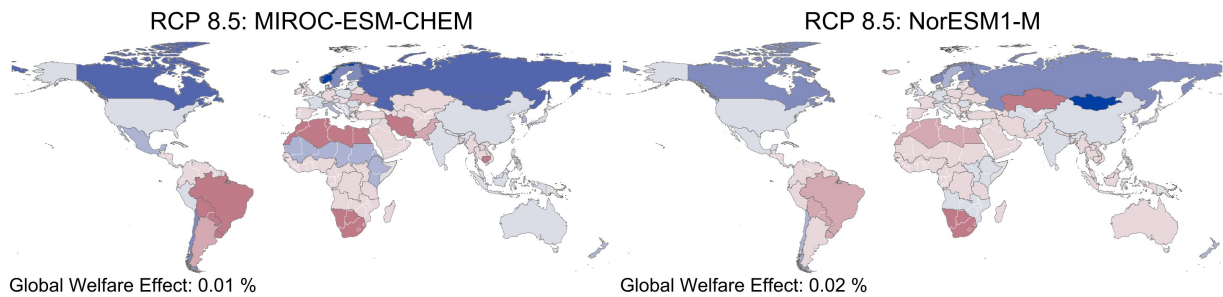 RCP 8.5: MIROC-ESM-CHEM
RCP 8.5: NorESM1-M
Global Welfare Effect: 0.01 %
Global Welfare Effect: 0.02 %